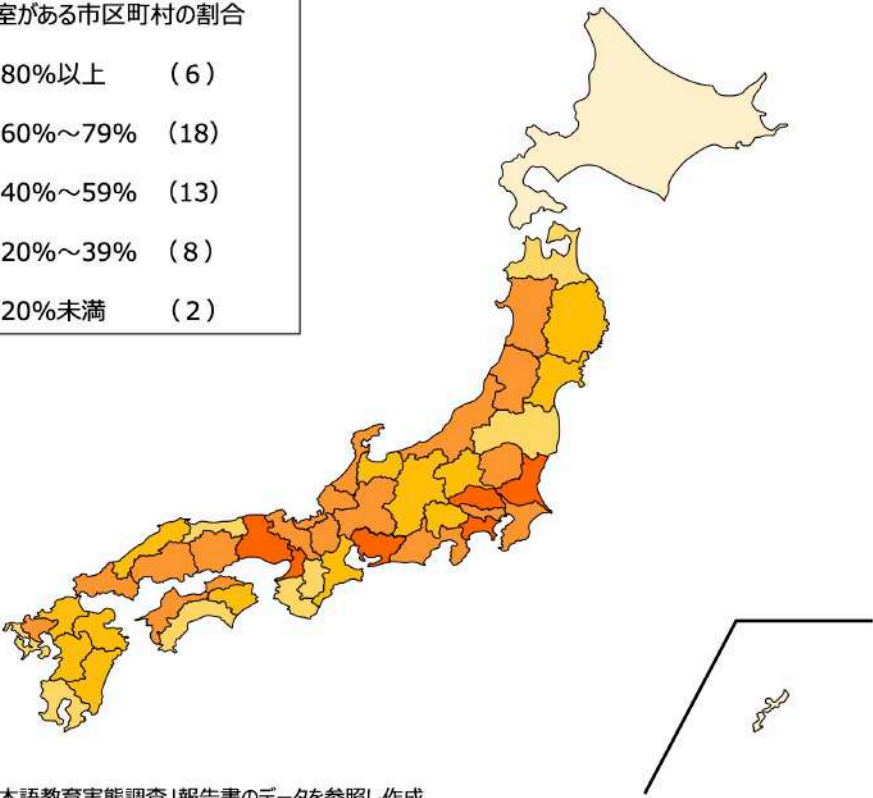 室がある市区町村の割合
80%以上 （6）
60%～79% （18）
40%～59% （13）
20%～39% （8）
20%未満 （2）
本語教育実態調査」報告書のデータを参照し作成